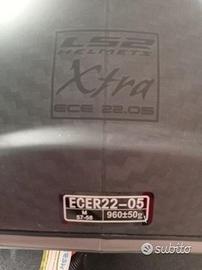 LS2
HELMETS
Xtra
ECE 22.05
ECER22-05
M
57-58
960±50g
subito